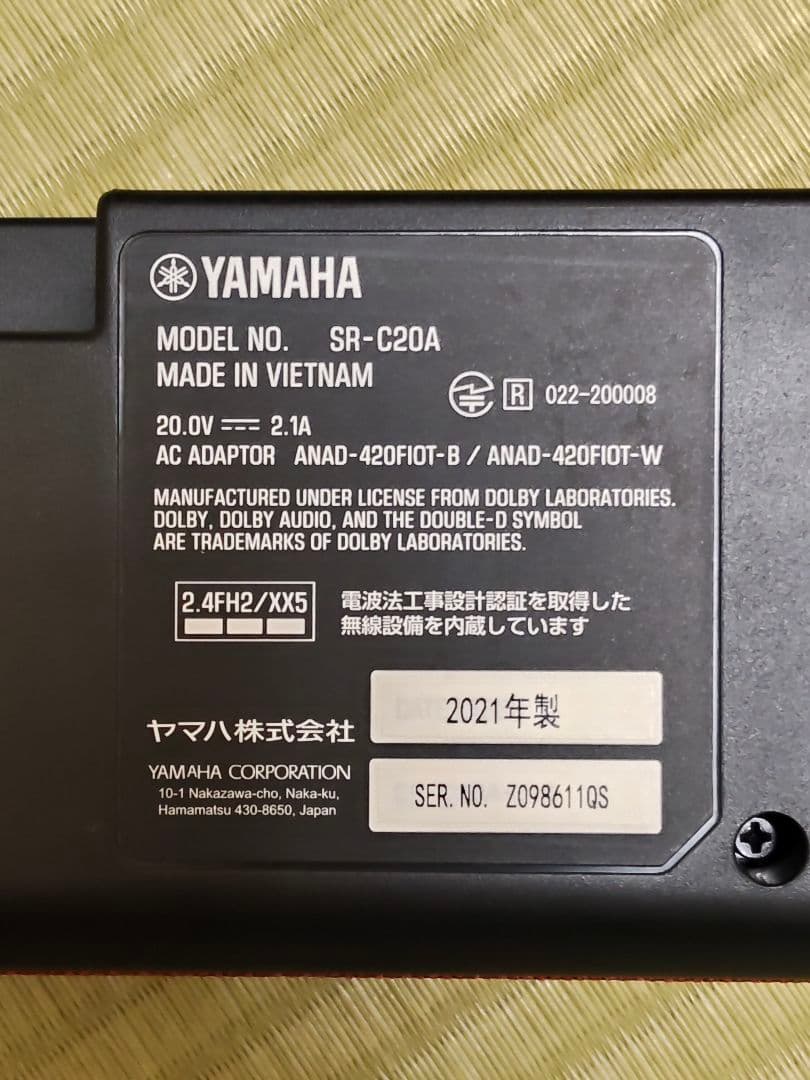 YAMAHA
MODEL NO. SR-C20A
MADE IN VIETNAM
R 022-200008
20.0V 2.1A
AC ADAPTOR ANAD-420FIOT-B / ANAD-420FIOT-W
MANUFACTURED UNDER LICENSE FROM DOLBY LABORATORIES.
DOLBY, DOLBY AUDIO, AND THE DOUBLE-D SYMBOL
ARE TRADEMARKS OF DOLBY LABORATORIES.
2.4FH2/XX5
電波法工事設計認証を取得した
無線設備を内蔵しています
2021年製
ヤマハ株式会社
YAMAHA CORPORATION
10-1 Nakazawa-cho, Naka-ku,
Hamamatsu 430-8650, Japan
SER. NO. Z098611QS